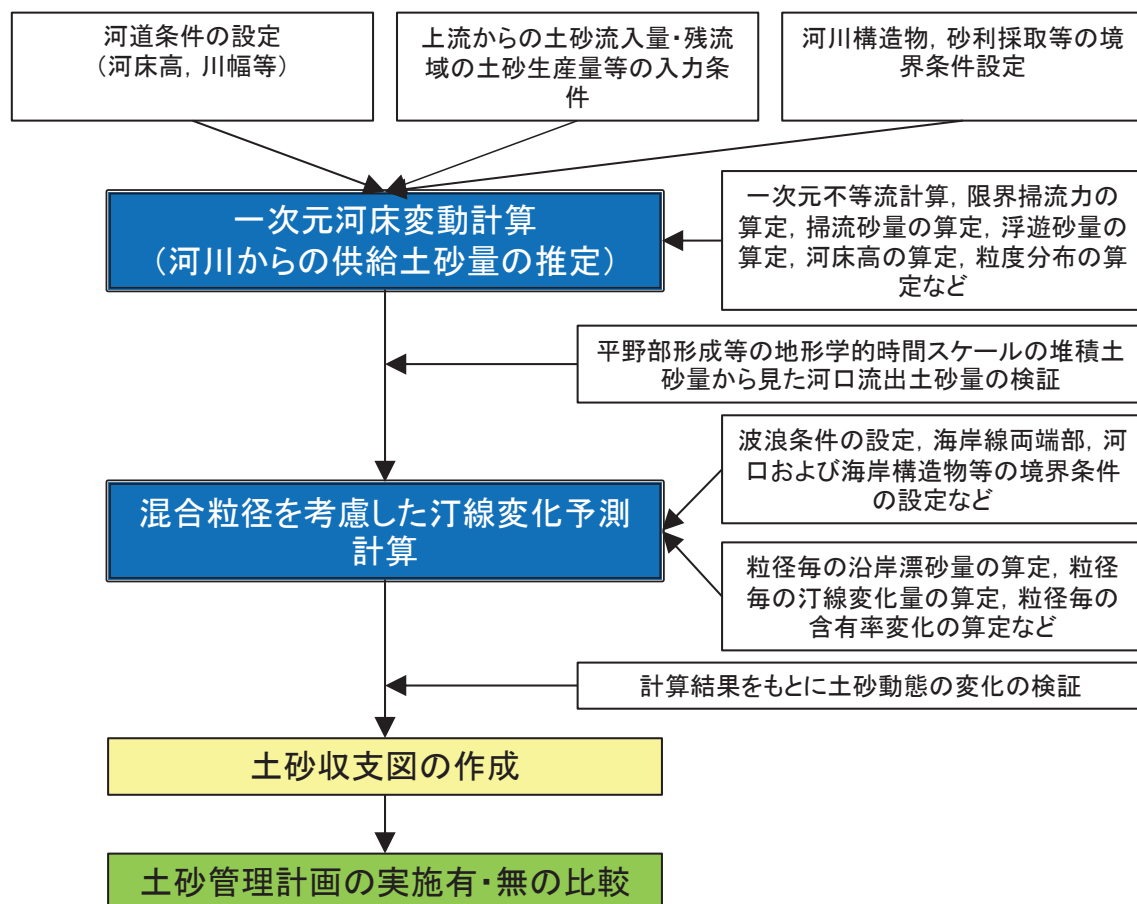 河道条件の設定
（河床高, 川幅等）
上流からの土砂流入量・残流
域の土砂生産量等の入力条
件
河川構造物, 砂利採取等の境
界条件設定
一次元河床変動計算
（河川からの供給土砂量の推定）
一次元不等流計算, 限界掃流力の
算定, 掃流砂量の算定, 浮遊砂量の
算定, 河床高の算定, 粒度分布の算
定など
平野部形成等の地形学的時間スケールの堆積土
砂量から見た河口流出土砂量の検証
波浪条件の設定, 海岸線両端部, 河
口および海岸構造物等の境界条件
の設定など
混合粒径を考慮した汀線変化予測
計算
粒径毎の沿岸漂砂量の算定, 粒径
毎の汀線変化量の算定, 粒径毎の
含有率変化の算定など
計算結果をもとに土砂動態の変化の検証
土砂収支図の作成
土砂管理計画の実施有・無の比較